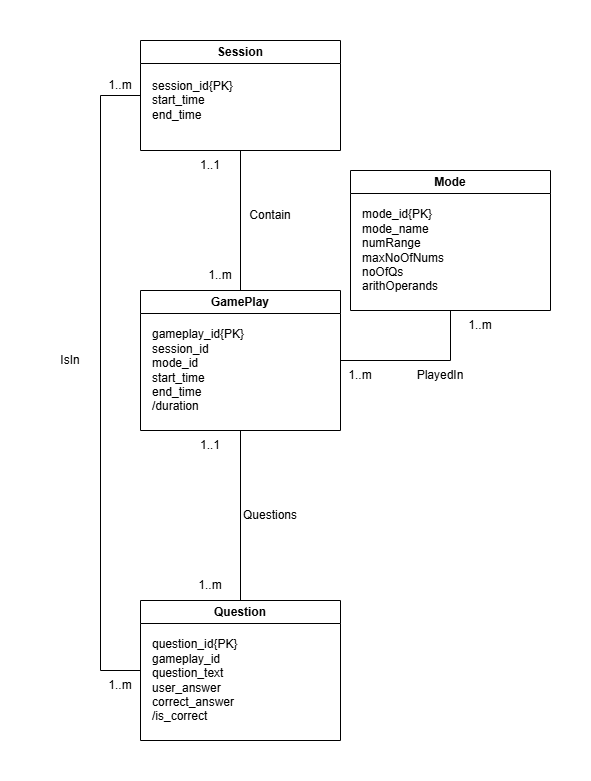 Session
1..m
session_id{PK}
start_time
end_time
1..1
Mode
Contain
mode_id{PK}
mode_name
numRange
maxNoOfNums
noOfQs
arithOperands
1..m
GamePlay
1..m
gameplay_id{PK}
session_id
mode_id
start_time
end_time
/duration
IsIn
1..m
PlayedIn
1..1
Questions
1..m
Question
question_id{PK}
gameplay_id
question_text
user_answer
correct_answer
/is_correct
1..m